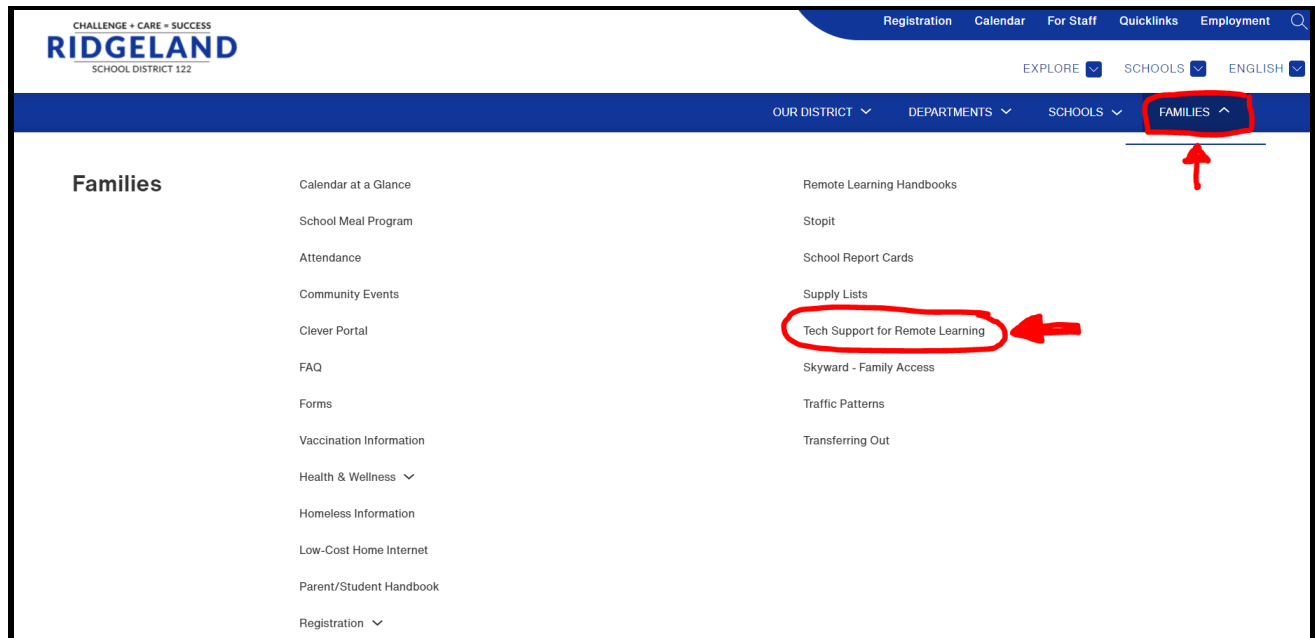 CHALLENGE + CARE = SUCCESS
RIDGELAND
SCHOOL DISTRICT 122
Registration Calendar For Staff Quicklinks Employment
EXPLORE SCHOOLS ENGLISH
OUR DISTRICT DEPARTMENTS SCHOOLS FAMILIES
Families
Calendar at a Glance
School Meal Program
Attendance
Community Events
Clever Portal
FAQ
Forms
Vaccination Information
Health & Wellness
Homeless Information
Low-Cost Home Internet
Parent/Student Handbook
Registration
Remote Learning Handbooks
Stopit
School Report Cards
Supply Lists
Tech Support for Remote Learning
Skyward - Family Access
Traffic Patterns
Transferring Out